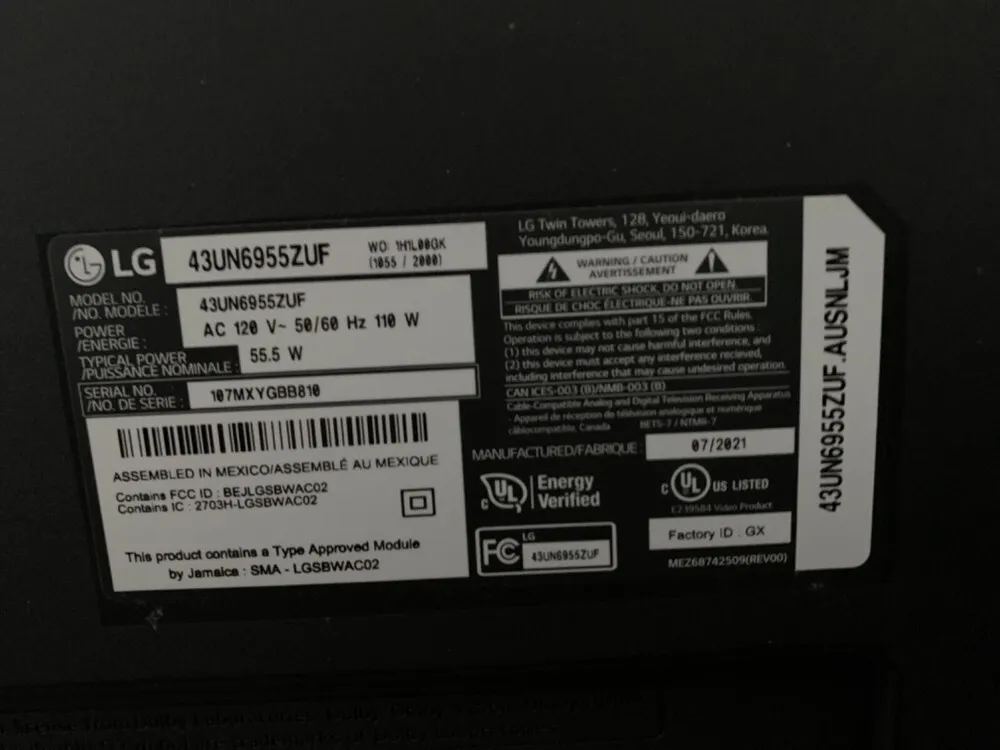 LG
43UN6955ZUF
WO: 1H1L00GK
(1055 / 2000)
MODEL NO.
/NO. MODÈLE :
43UN6955ZUF
POWER
/ÉNERGIE :
AC 120 V~ 50/60 Hz 110 W
TYPICAL POWER
/PUISSANCE NOMINALE :
55.5 W
SERIAL NO.
/NO. DE SÉRIE :
107MXYGBB810
ASSEMBLED IN MEXICO/ASSEMBLÉ AU MEXIQUE
Contains FCC ID : BEJLGSBWAC02
Contains IC : 2703H-LGSBWAC02
This product contains a Type Approved Module
by Jamaica : SMA - LGSBWAC02
LG Twin Towers, 128, Yeoui-daero
Youngdungpo-Gu, Seoul, 150-721, Korea.
WARNING / CAUTION
AVERTISSEMENT
RISK OF ELECTRIC SHOCK, DO NOT OPEN.
RISQUE DE CHOC ÉLECTRIQUE-NE PAS OUVRIR.
This device complies with part 15 of the FCC Rules.
Operation is subject to the following two conditions :
(1) this device may not cause harmful interference, and
(2) this device must accept any interference recieved,
including interference that may cause undesired operation.
CAN ICES-003 (B)/NMB-003 (B)
Cable-Compatible Analog and Digital Television Receiving Apparatus
- Appareil de réception de télévision analogique et numérique
câblocompatible, Canada BETS-7 / NTMR-7
MANUFACTURED/FABRIQUÉ :
07/2021
c UL Energy
Verified
c UL US LISTED
E239584 Video Product
FC LG
43UN6955ZUF
Factory ID : GX
MEZ68742509(REV00)
43UN6955ZUF.AUSNLJM